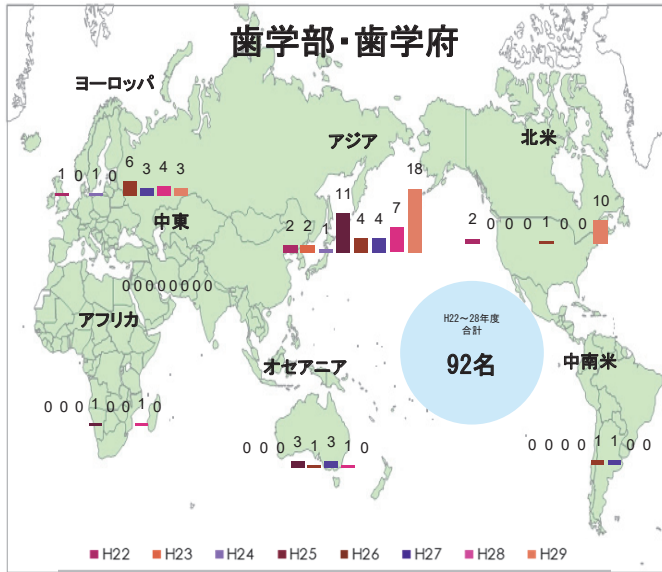 歯学部・歯学府
ヨーロッパ
アジア
北米
1 0 1 0 6 3 4 3
中東
2 2 1 11 4 4 7 18
2 0 0 0 1 0 0 10
0 0 0 0 0 0 0 0
アフリカ
H22～28年度
合計
92名
オセアニア
中南米
0 0 0 1 0 0 1 0
0 0 0 3 1 3 1 0
0 0 0 0 1 1 0 0
H22 H23 H24 H25 H26 H27 H28 H29